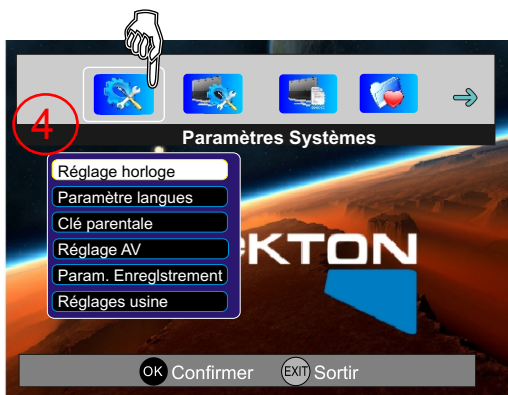 4
Paramètres Systèmes
Réglage horloge
Paramètre langues
Clé parentale
Réglage AV
Param. Enreglstrement
Réglages usine
KTON
OK Confirmer EXIT Sortir